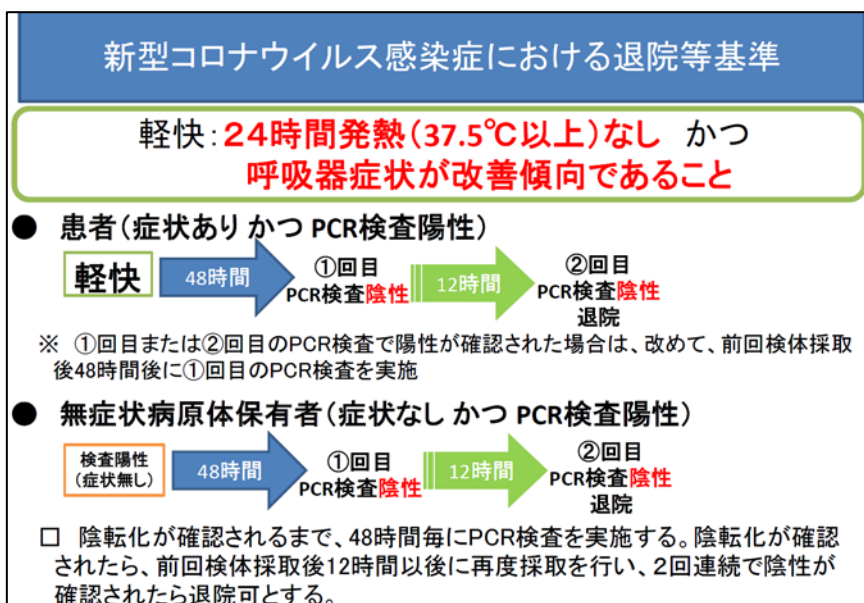 新型コロナウイルス感染症における退院等基準
軽快：２４時間発熱（37.5℃以上）なし　かつ
呼吸器症状が改善傾向であること
● 患者（症状あり かつ PCR検査陽性）
軽快
48時間
①回目
PCR検査陰性
12時間
②回目
PCR検査陰性
退院
※　①回目または②回目のPCR検査で陽性が確認された場合は、改めて、前回検体採取
後48時間後に①回目のPCR検査を実施
● 無症状病原体保有者（症状なし かつ PCR検査陽性）
検査陽性
（症状無し）
48時間
①回目
PCR検査陰性
12時間
②回目
PCR検査陰性
退院
□　陰転化が確認されるまで、48時間毎にPCR検査を実施する。陰転化が確認
されたら、前回検体採取後12時間以後に再度採取を行い、２回連続で陰性が
確認されたら退院可とする。